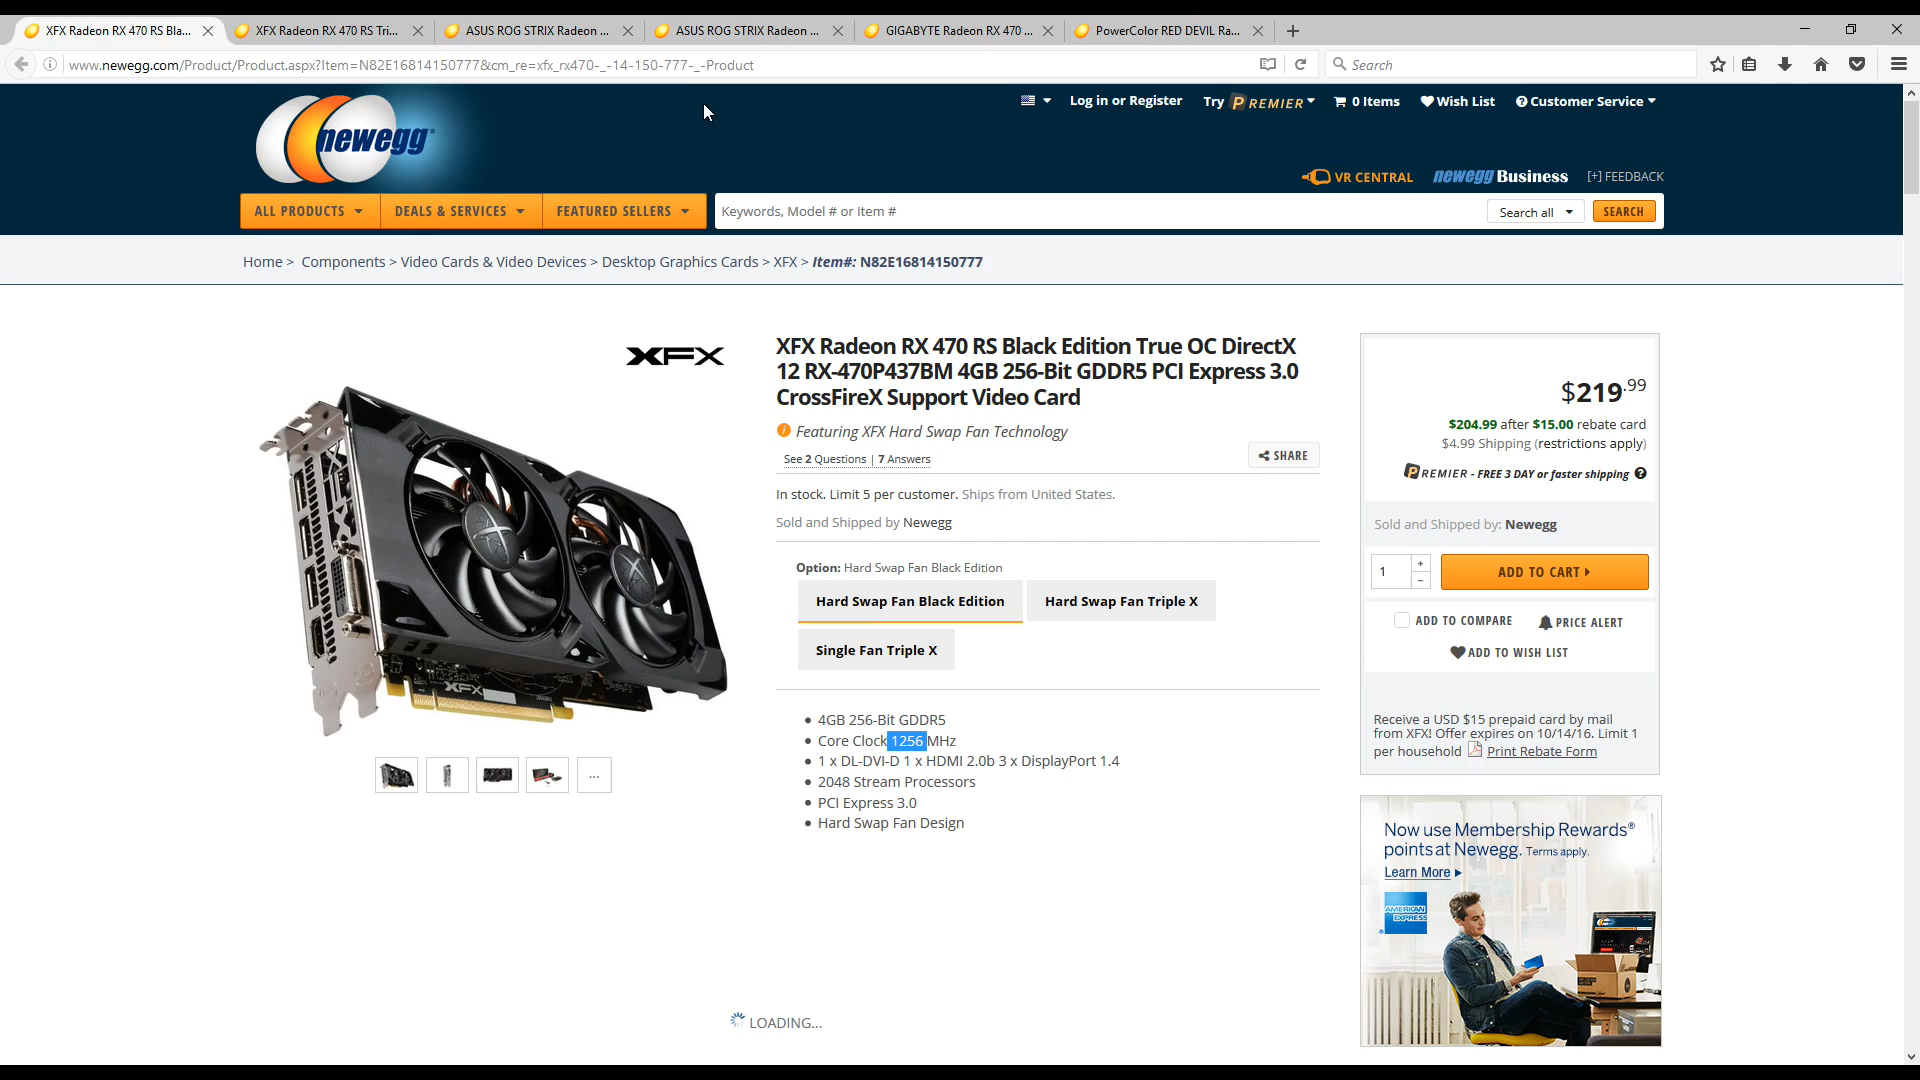 XFX Radeon RX 470 RS Bla...
XFX Radeon RX 470 RS Tri...
ASUS ROG STRIX Radeon ...
ASUS ROG STRIX Radeon ...
GIGABYTE Radeon RX 470 ...
PowerColor RED DEVIL Ra...
www.newegg.com/Product/Product.aspx?Item=N82E16814150777&cm_re=xfx_rx470-_-14-150-777-_-Product
Search
newegg
Log in or Register
Try PREMIER
0 Items
Wish List
Customer Service
VR CENTRAL
newegg Business
[+] FEEDBACK
ALL PRODUCTS
DEALS & SERVICES
FEATURED SELLERS
Keywords, Model # or Item #
Search all
SEARCH
Home > Components > Video Cards & Video Devices > Desktop Graphics Cards > XFX > Item#: N82E16814150777
XFX
XFX
...
XFX Radeon RX 470 RS Black Edition True OC DirectX
12 RX-470P437BM 4GB 256-Bit GDDR5 PCI Express 3.0
CrossFireX Support Video Card
Featuring XFX Hard Swap Fan Technology
See 2 Questions | 7 Answers
SHARE
In stock. Limit 5 per customer. Ships from United States.
Sold and Shipped by Newegg
Option: Hard Swap Fan Black Edition
Hard Swap Fan Black Edition
Hard Swap Fan Triple X
Single Fan Triple X
• 4GB 256-Bit GDDR5
• Core Clock 1256 MHz
• 1 x DL-DVI-D 1 x HDMI 2.0b 3 x DisplayPort 1.4
• 2048 Stream Processors
• PCI Express 3.0
• Hard Swap Fan Design
LOADING...
$219.99
$204.99 after $15.00 rebate card
$4.99 Shipping (restrictions apply)
PREMIER - FREE 3 DAY or faster shipping
Sold and Shipped by: Newegg
1
+
−
ADD TO CART
ADD TO COMPARE
PRICE ALERT
ADD TO WISH LIST
Receive a USD $15 prepaid card by mail
from XFX! Offer expires on 10/14/16. Limit 1
per household Print Rebate Form
Now use Membership Rewards®
points at Newegg. Terms apply.
Learn More
AMERICAN
EXPRESS